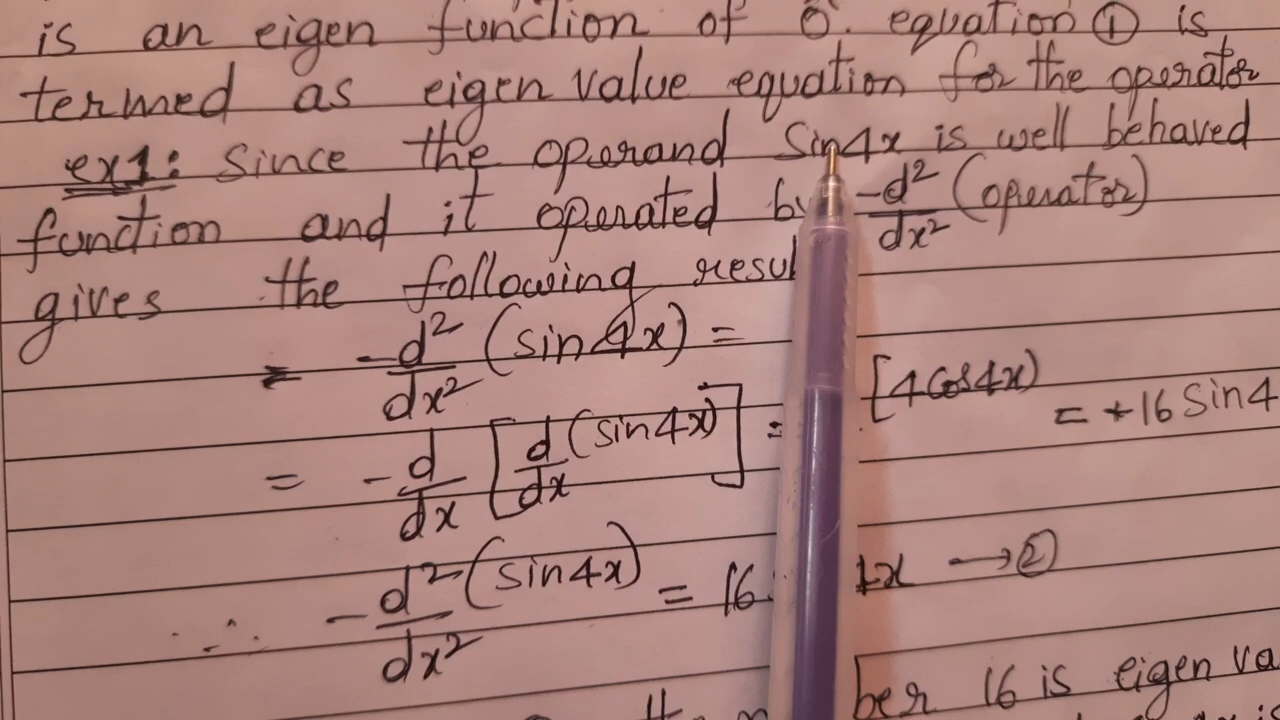 is an eigen function of Ô. equation ① is
termed as eigen value equation for the operator
ex1: Since the operand Sin4x is well behaved
function and it operated by -d²/dx² (operator)
gives the following resul
= -d²/dx² (sin4x) =
= -d/dx [d/dx (sin4x)] = [4cos4x) = +16 Sin4
∴ -d²/dx² (sin4x) = 16 4x → ②
ber 16 is eigen va